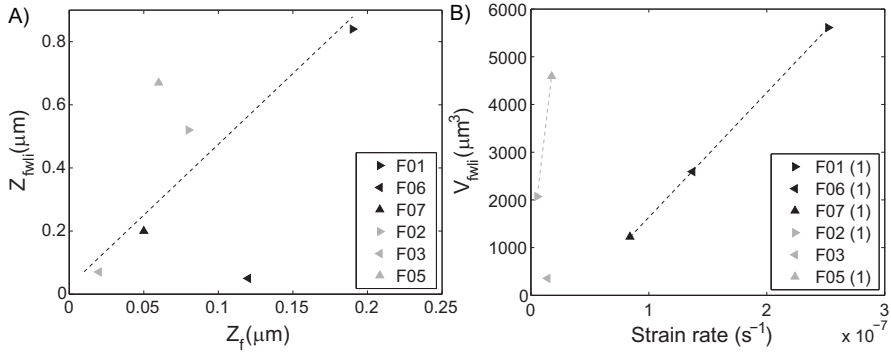 A)
Z_fwli(μm)
0.8
0.6
0.4
0.2
0
0 0.05 0.1 0.15 0.2 0.25
Z_f(μm)
F01
F06
F07
F02
F03
F05
B)
V_fwli(μm³)
6000
5000
4000
3000
2000
1000
0
0 1 2 3
x 10⁻⁷
Strain rate (s⁻¹)
F01 (1)
F06 (1)
F07 (1)
F02 (1)
F03
F05 (1)